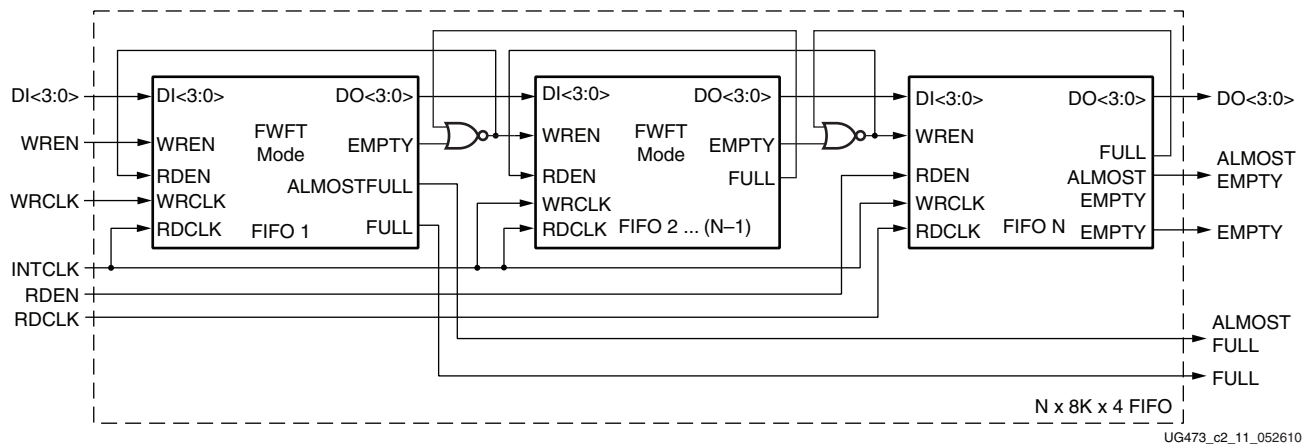 DI<3:0>
WREN
WRCLK
INTCLK
RDEN
RDCLK
DI<3:0>
DO<3:0>
FWFT
Mode
WREN
EMPTY
RDEN
ALMOSTFULL
WRCLK
FULL
RDCLK
FIFO 1
DI<3:0>
DO<3:0>
WREN
FWFT
Mode
EMPTY
RDEN
FULL
WRCLK
RDCLK
FIFO 2 ... (N–1)
DI<3:0>
DO<3:0>
WREN
FULL
RDEN
ALMOST
EMPTY
WRCLK
RDCLK
FIFO N
EMPTY
DO<3:0>
ALMOST
EMPTY
EMPTY
ALMOST
FULL
FULL
N x 8K x 4 FIFO
UG473_c2_11_052610